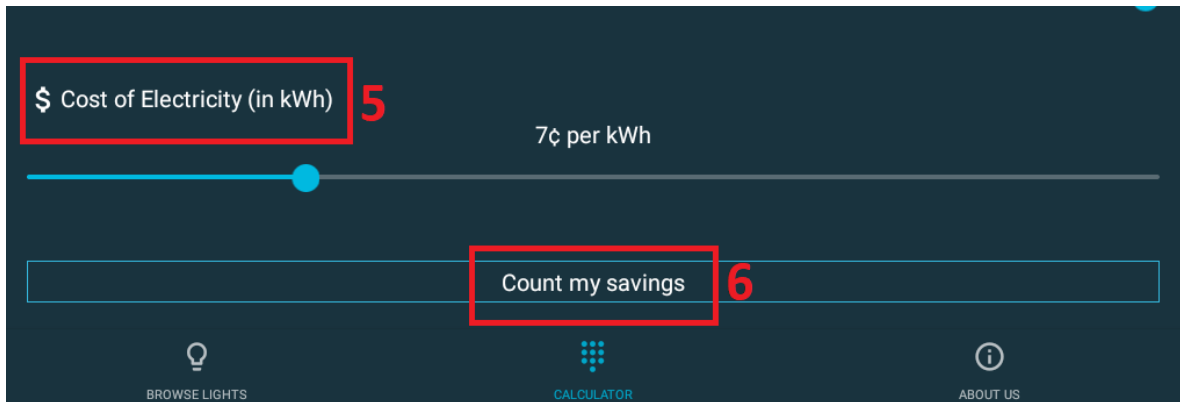 $ Cost of Electricity (in kWh) 5
7¢ per kWh
Count my savings 6
BROWSE LIGHTS CALCULATOR ABOUT US